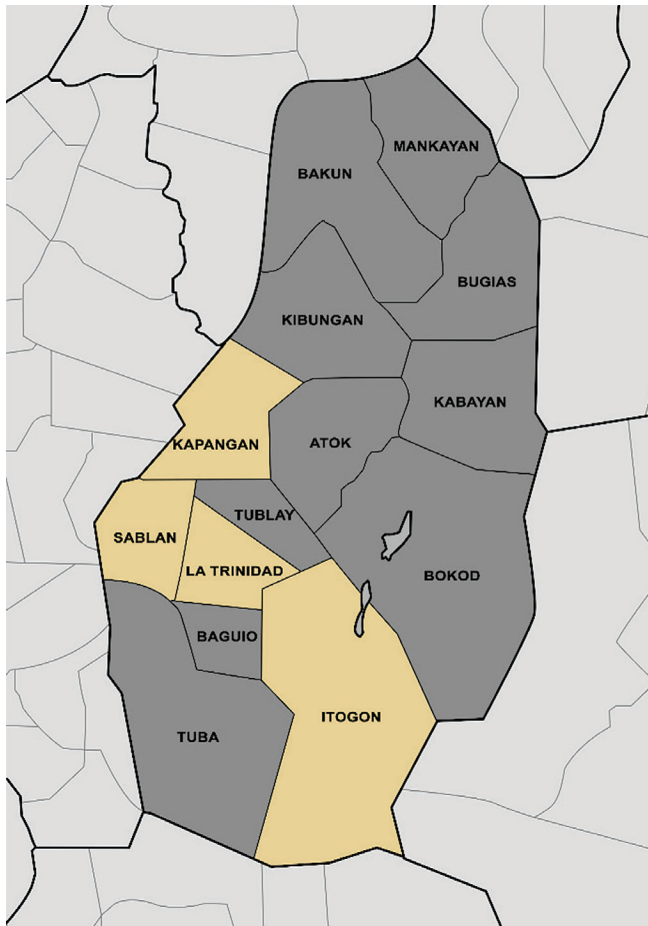 MANKAYAN
BAKUN
BUGIAS
KIBUNGAN
KABAYAN
KAPANGAN
ATOK
TUBLAY
SABLAN
LA TRINIDAD
BOKOD
BAGUIO
ITOGON
TUBA